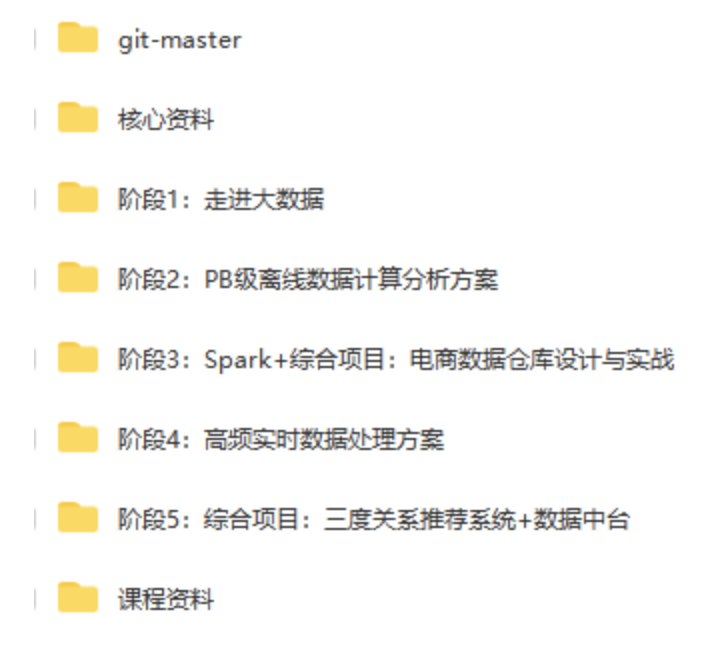 git-master
核心资料
阶段1：走进大数据
阶段2：PB级离线数据计算分析方案
阶段3：Spark+综合项目：电商数据仓库设计与实战
阶段4：高频实时数据处理方案
阶段5：综合项目：三度关系推荐系统+数据中台
课程资料